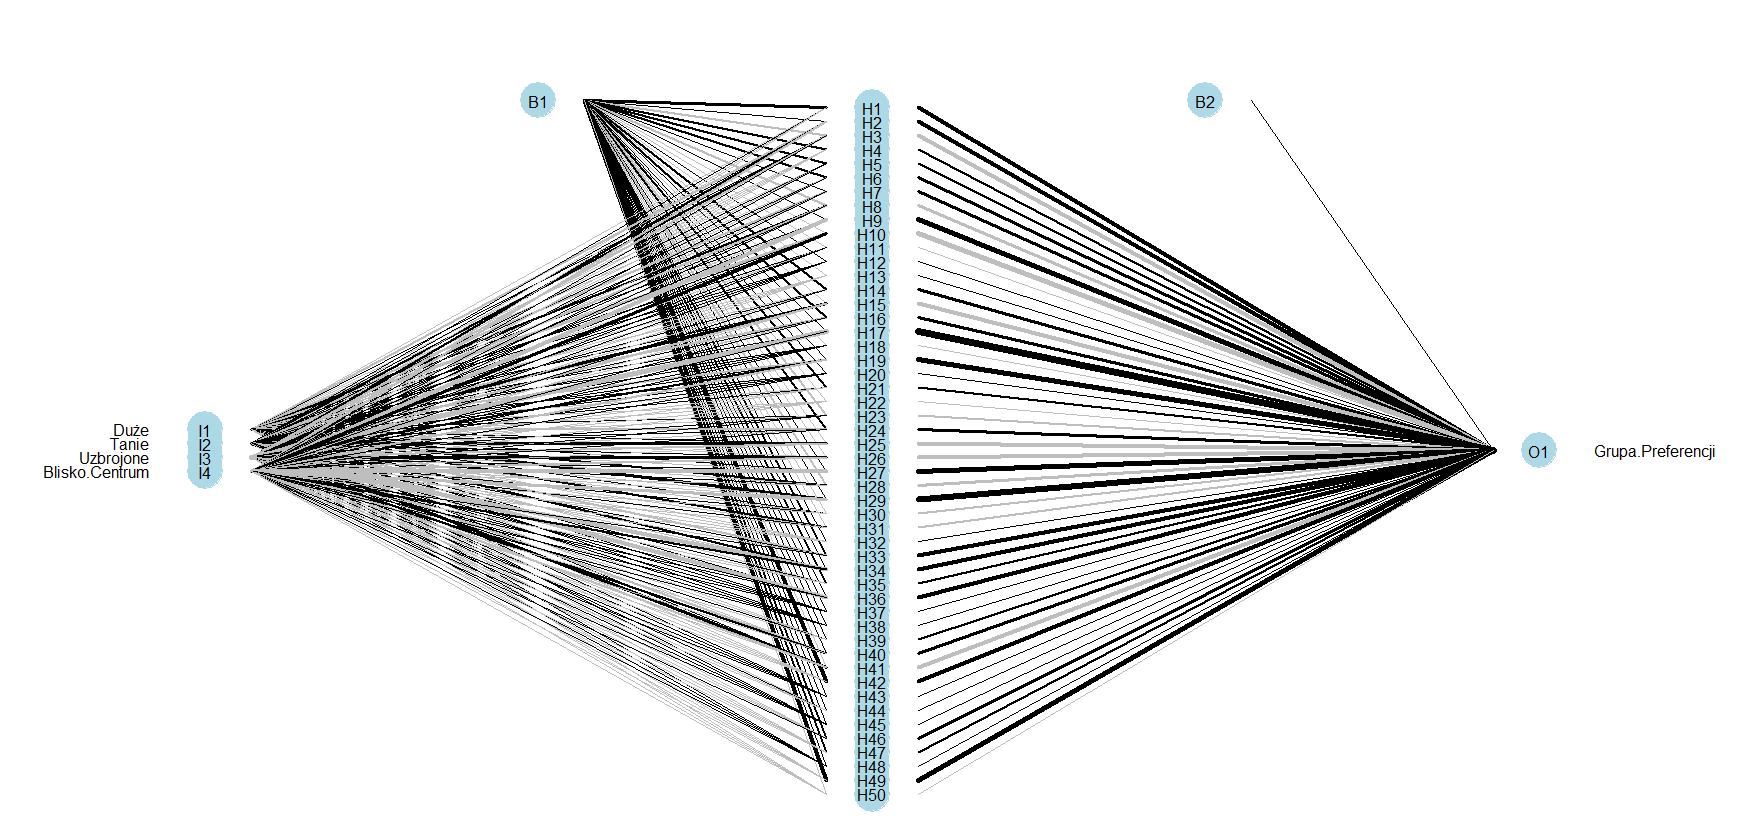 B1
B2
H1
H2
H3
H4
H5
H6
H7
H8
H9
H10
H11
H12
H13
H14
H15
H16
H17
H18
H19
H20
H21
H22
H23
H24
H25
H26
H27
H28
H29
H30
H31
H32
H33
H34
H35
H36
H37
H38
H39
H40
H41
H42
H43
H44
H45
H46
H47
H48
H49
H50
Duże I1
Tanie I2
Uzbrojone I3
Blisko.Centrum I4
O1 Grupa.Preferencji